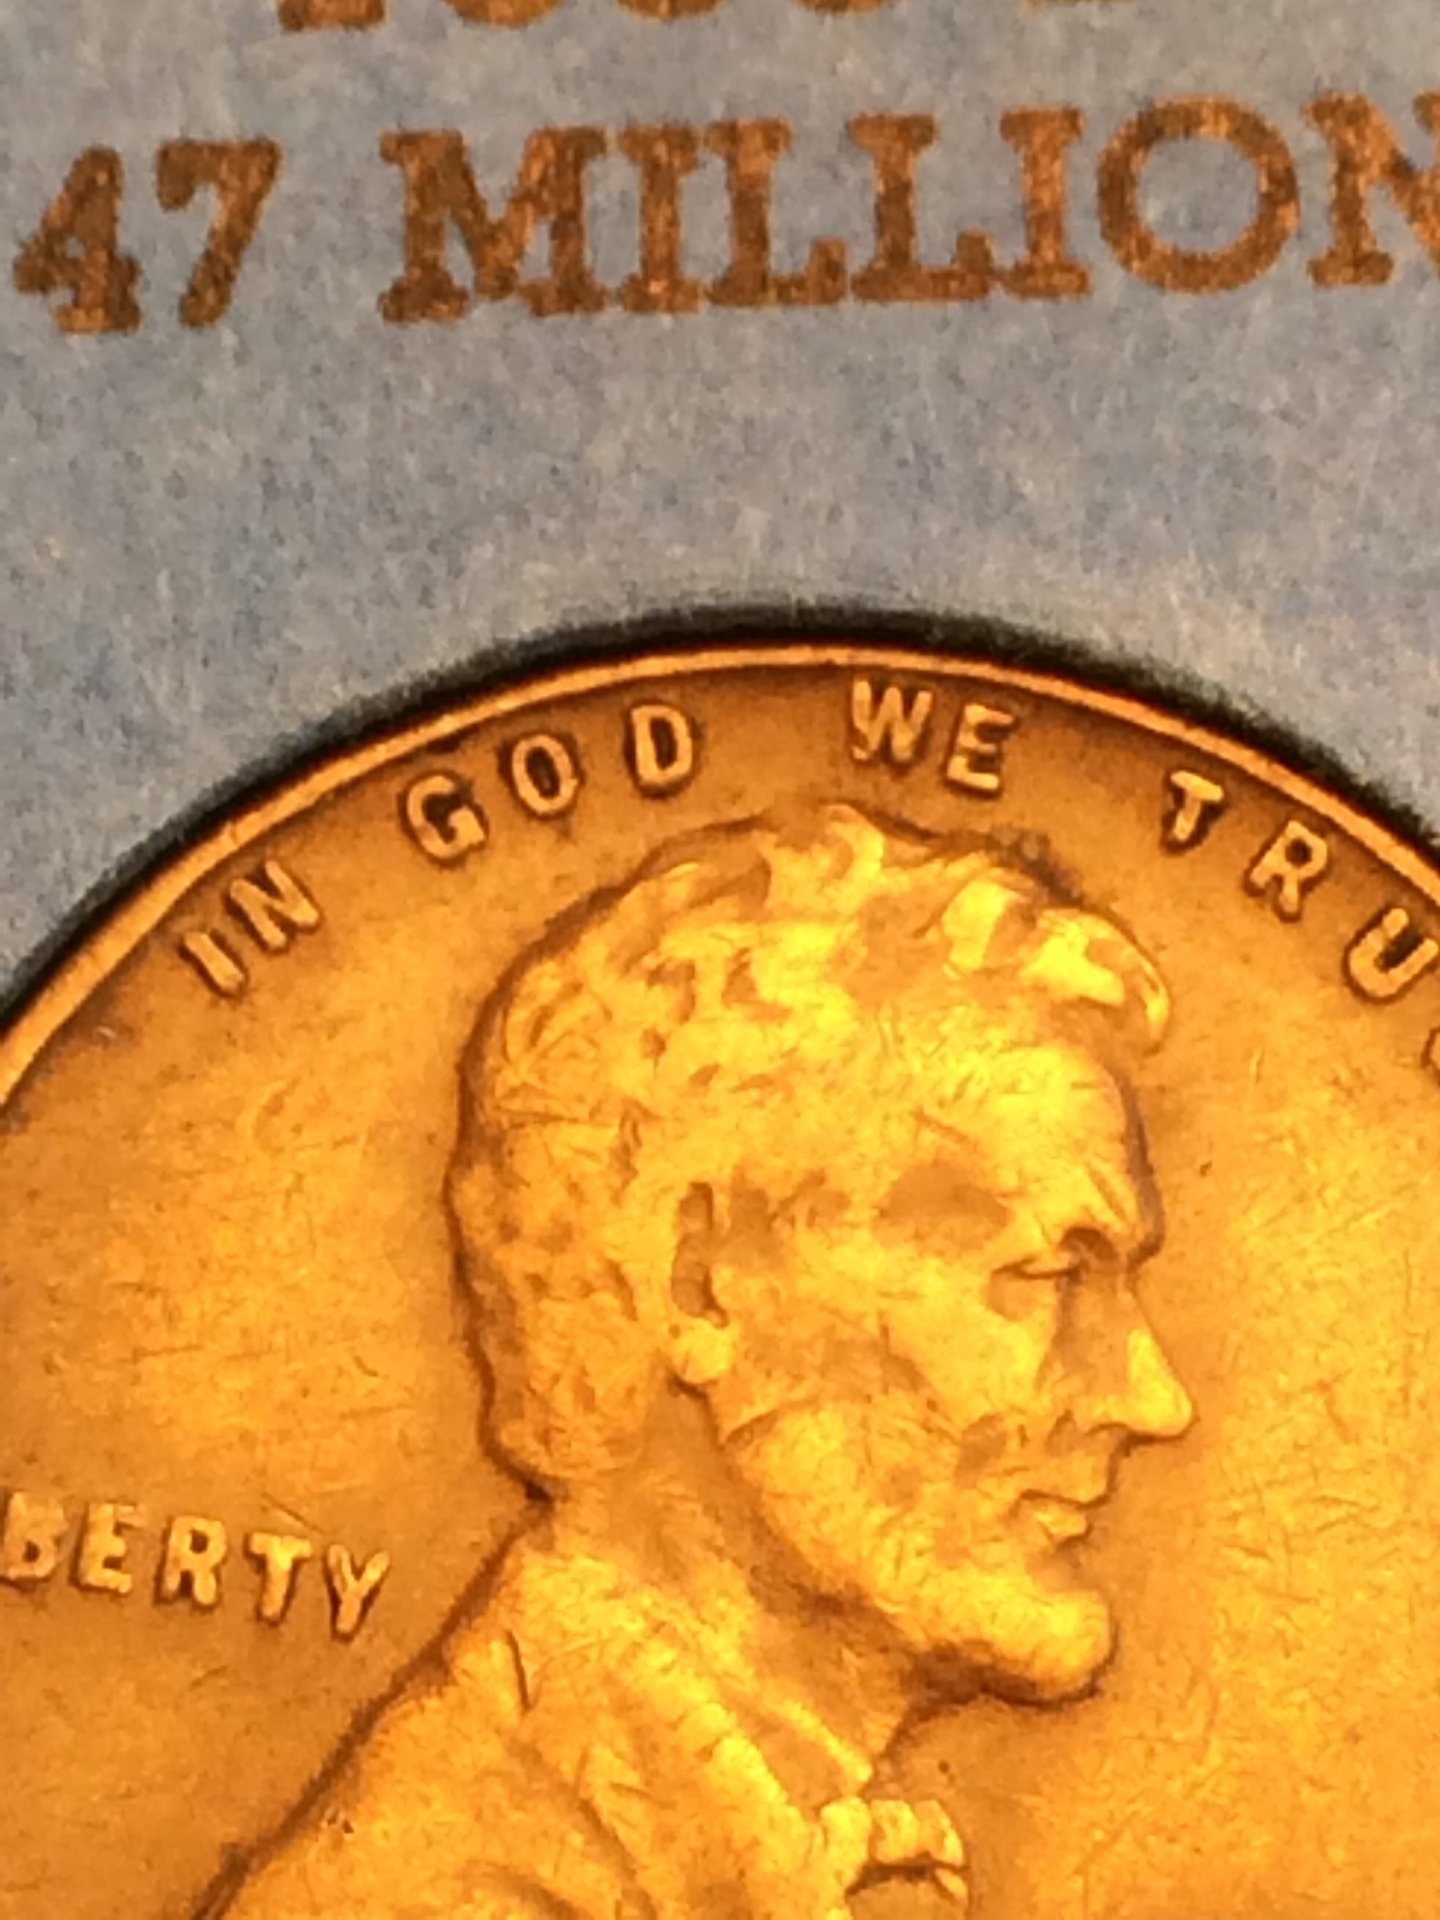 47 MILLION
IN GOD WE TRU
BERTY